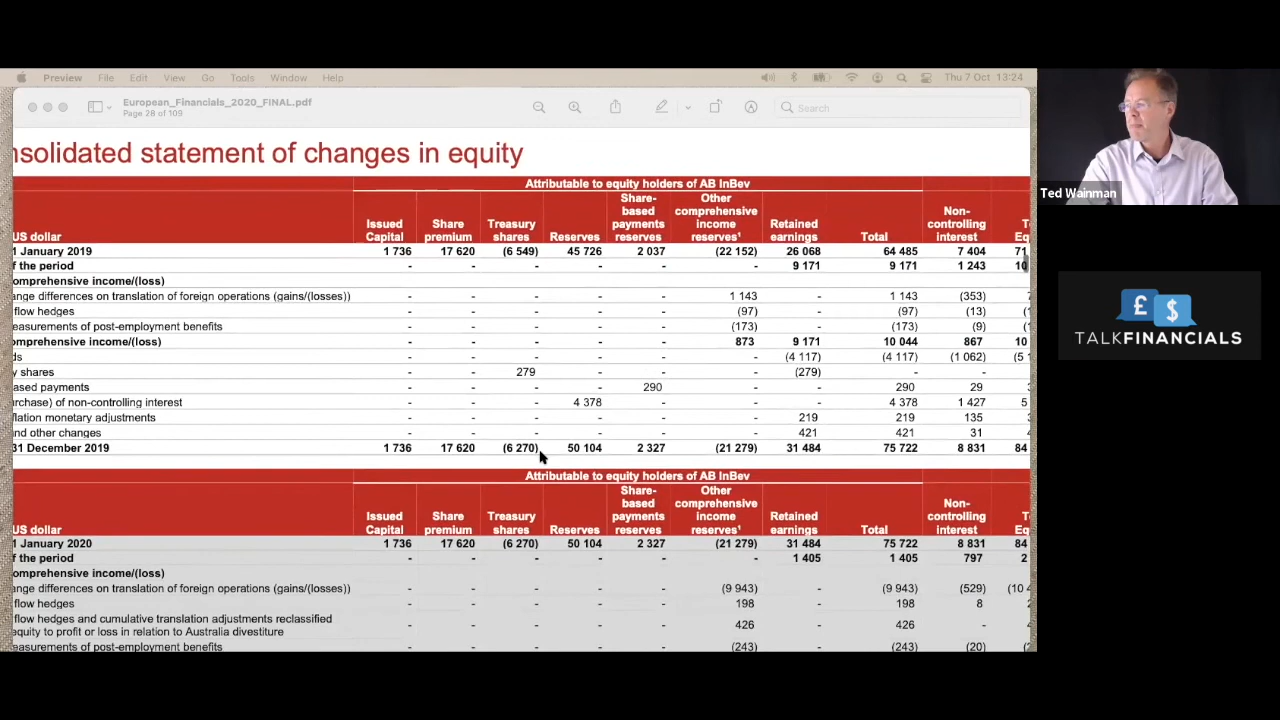 Preview File Edit View Go Tools Window Help Thu 7 Oct 13:24
European_Financials_2020_FINAL.pdf
Page 28 of 109
Search
Ted Wainman
£ $
TALKFINANCIALS
nsolidated statement of changes in equity
Attributable to equity holders of AB InBev
US dollar Issued Capital Share premium Treasury shares Reserves Share-based payments reserves Other comprehensive income reserves¹ Retained earnings Total Non-controlling interest
1 January 2019 1 736 17 620 (6 549) 45 726 2 037 (22 152) 26 068 64 485 7 404 71
f the period - - - - - - 9 171 9 171 1 243 10
omprehensive income/(loss)
ange differences on translation of foreign operations (gains/(losses)) - - - - - 1 143 - 1 143 (353)
flow hedges - - - - - (97) - (97) (13)
easurements of post-employment benefits - - - - - (173) - (173) (9)
omprehensive income/(loss) - - - - - 873 9 171 10 044 867 10
ds - - - - - - (4 117) (4 117) (1 062) (5 1
y shares - - 279 - - - (279) - -
ased payments - - - - 290 - - 290 29
urchase) of non-controlling interest - - - 4 378 - - - 4 378 1 427 5
flation monetary adjustments - - - - - - 219 219 135
nd other changes - - - - - - 421 421 31
31 December 2019 1 736 17 620 (6 270) 50 104 2 327 (21 279) 31 484 75 722 8 831 84
Attributable to equity holders of AB InBev
US dollar Issued Capital Share premium Treasury shares Reserves Share-based payments reserves Other comprehensive income reserves¹ Retained earnings Total Non-controlling interest
1 January 2020 1 736 17 620 (6 270) 50 104 2 327 (21 279) 31 484 75 722 8 831 84
f the period - - - - - - 1 405 1 405 797 2
omprehensive income/(loss)
ange differences on translation of foreign operations (gains/(losses)) - - - - - (9 943) - (9 943) (529) (10 4
flow hedges - - - - - 198 - 198 8
flow hedges and cumulative translation adjustments reclassified
equity to profit or loss in relation to Australia divestiture - - - - - 426 - 426 -
easurements of post-employment benefits - - - - - (243) - (243) (20)